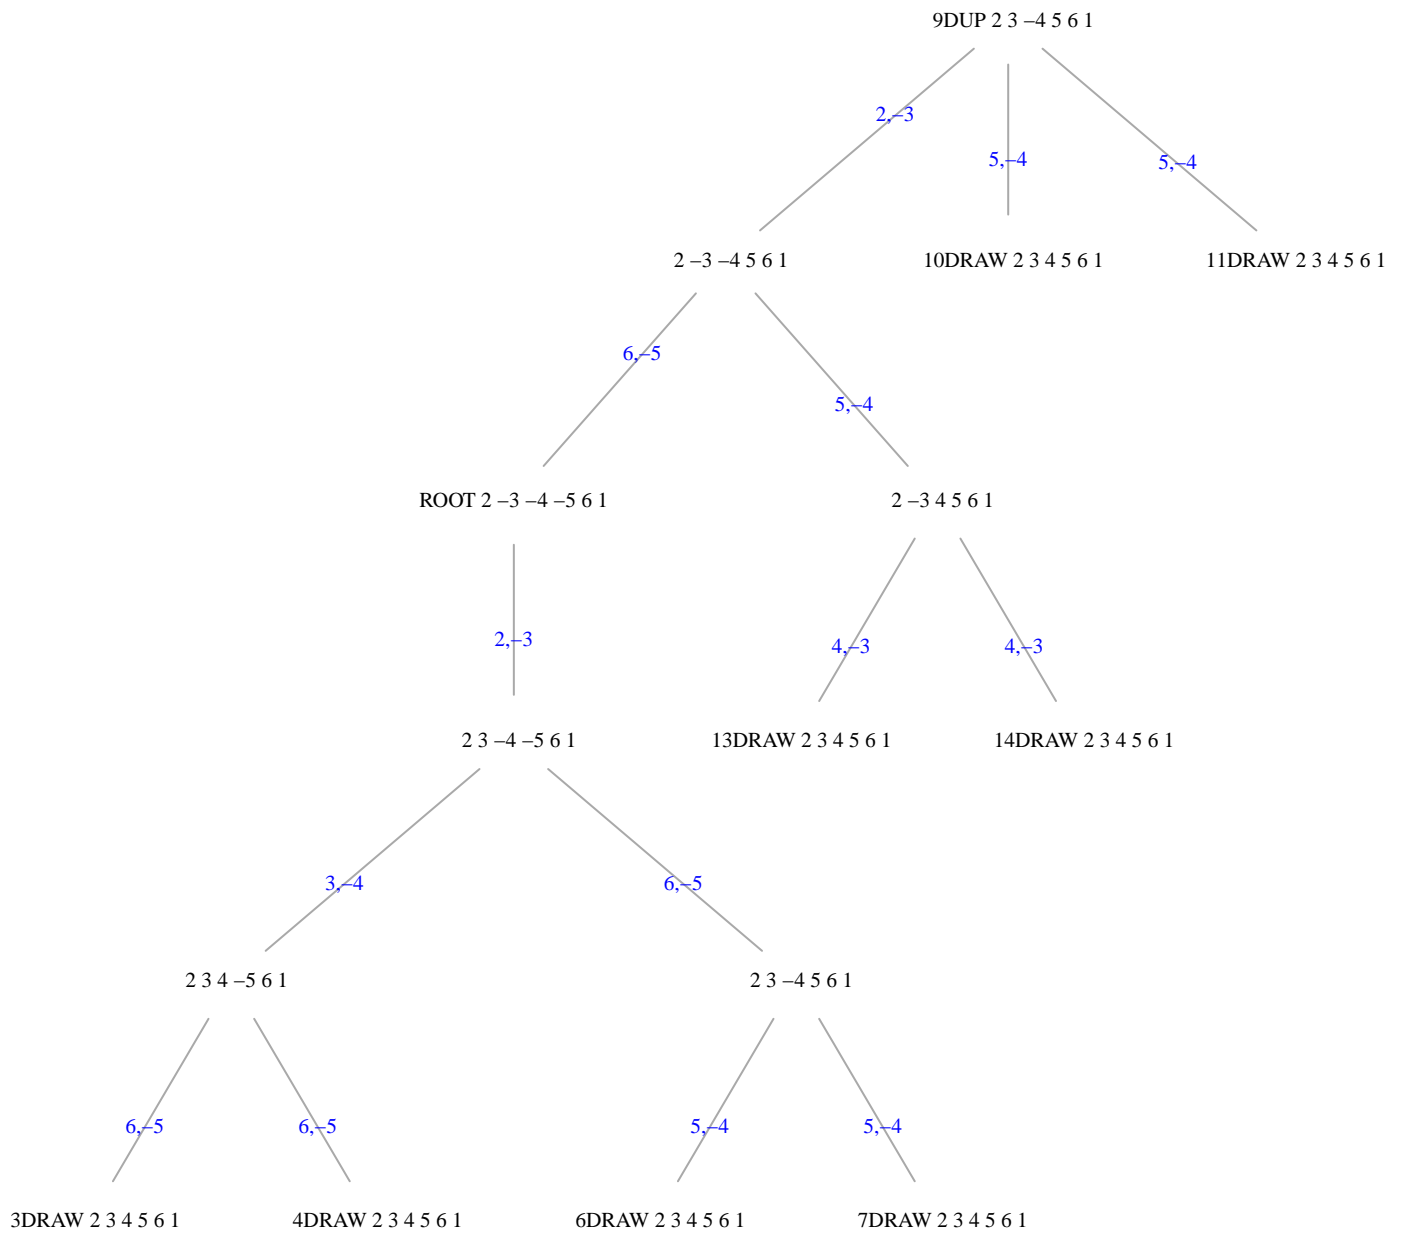 9DUP 2 3 –4 5 6 1
2,–3
5,–4
5,–4
2 –3 –4 5 6 1
10DRAW 2 3 4 5 6 1
11DRAW 2 3 4 5 6 1
6,–5
5,–4
ROOT 2 –3 –4 –5 6 1
2 –3 4 5 6 1
2,–3
4,–3
4,–3
2 3 –4 –5 6 1
13DRAW 2 3 4 5 6 1
14DRAW 2 3 4 5 6 1
3,–4
6,–5
2 3 4 –5 6 1
2 3 –4 5 6 1
6,–5
6,–5
5,–4
5,–4
3DRAW 2 3 4 5 6 1
4DRAW 2 3 4 5 6 1
6DRAW 2 3 4 5 6 1
7DRAW 2 3 4 5 6 1